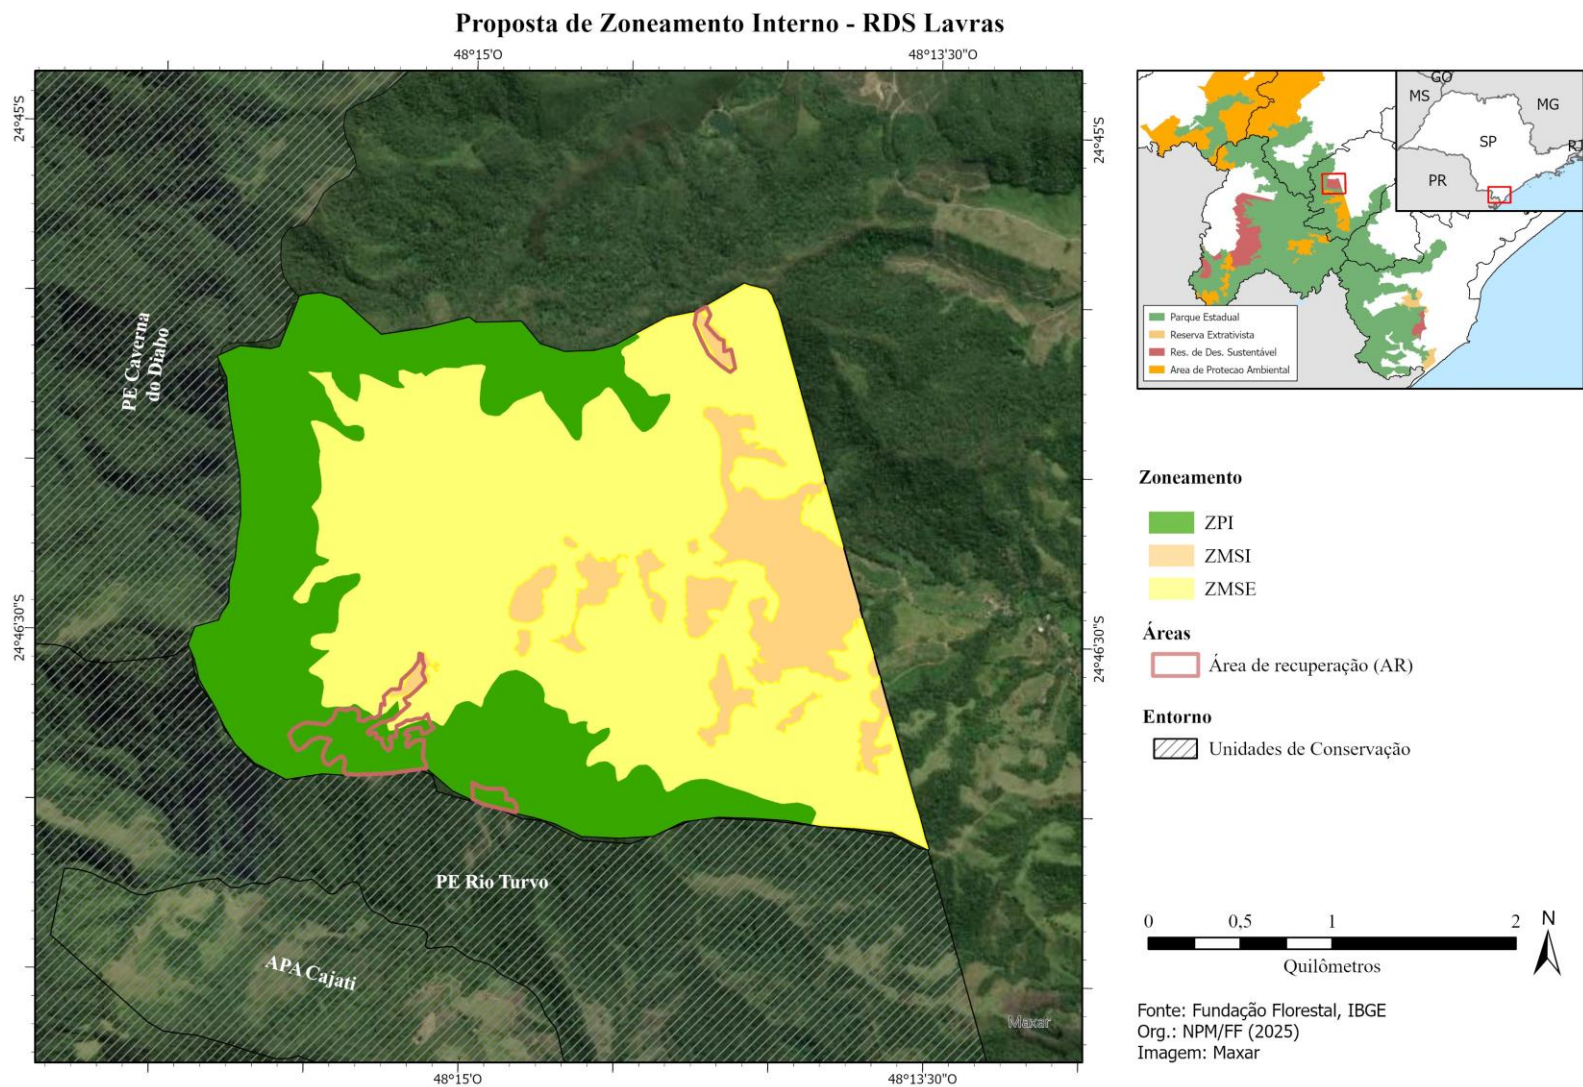 Proposta de Zoneamento Interno - RDS Lavras
48°15'O
48°13'30"O
24°45'S
24°45'S
24°46'30"S
24°46'30"S
48°15'O
48°13'30"O
PE Caverna
do Diabo
PE Rio Turvo
APA Cajati
Maxar
GO
MS
MG
SP
RJ
PR
Parque Estadual
Reserva Extrativista
Res. de Des. Sustentável
Área de Protecao Ambiental
Zoneamento
ZPI
ZMSI
ZMSE
Áreas
Área de recuperação (AR)
Entorno
Unidades de Conservação
0 0,5 1 2
Quilômetros
N
Fonte: Fundação Florestal, IBGE
Org.: NPM/FF (2025)
Imagem: Maxar